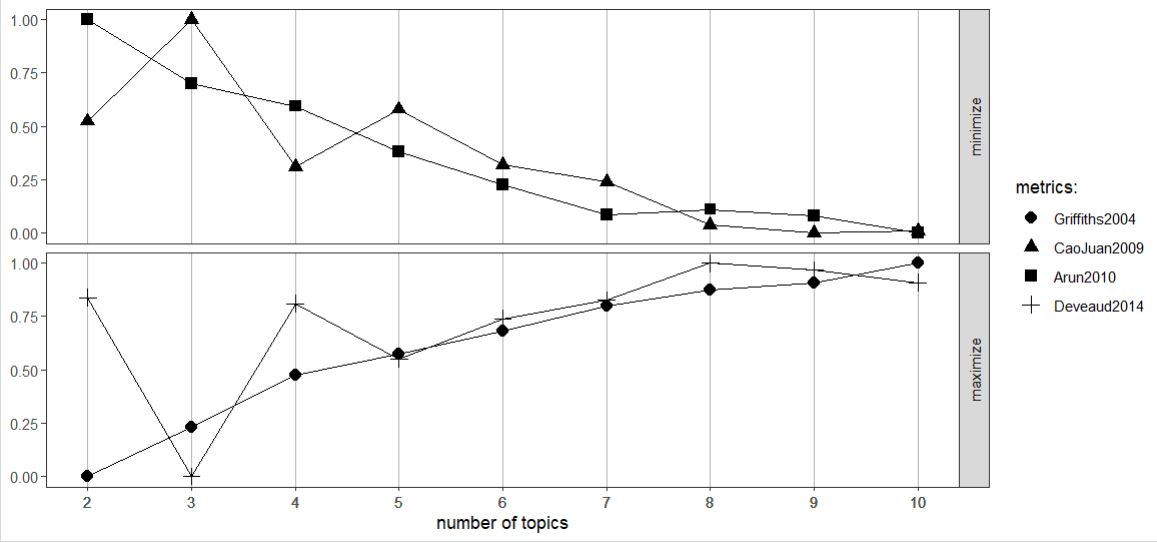 1.00
0.75
0.50
0.25
0.00
minimize
1.00
0.75
0.50
0.25
0.00
maximize
2 3 4 5 6 7 8 9 10
number of topics
metrics:
Griffiths2004
CaoJuan2009
Arun2010
Deveaud2014